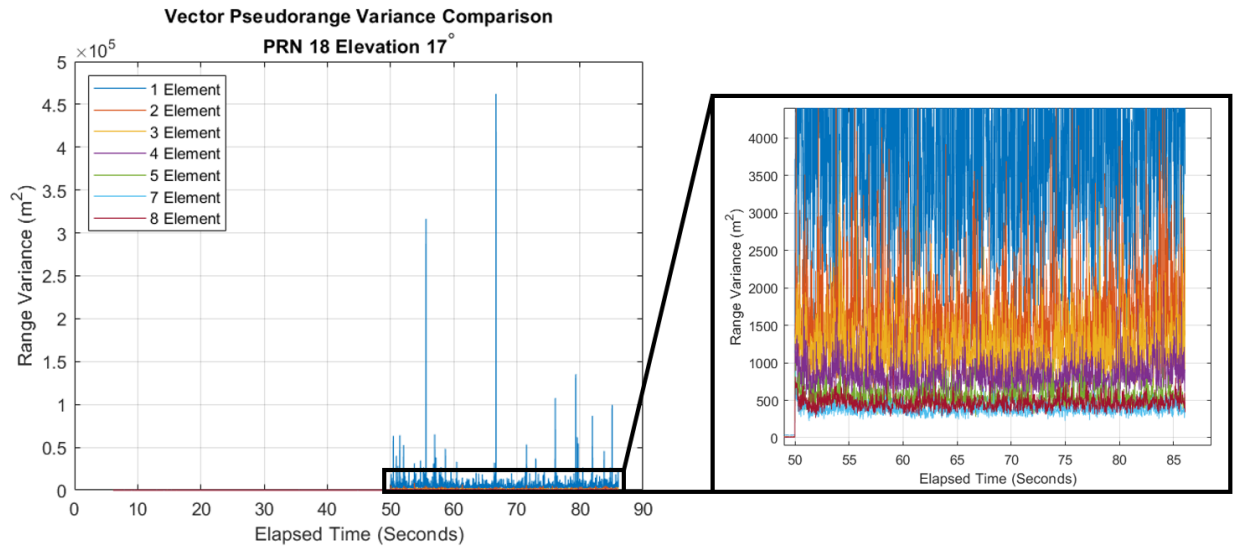 Vector Pseudorange Variance Comparison
PRN 18 Elevation 17°
×10⁵
5
4.5
4
3.5
3
2.5
2
1.5
1
0.5
0
Range Variance (m²)
1 Element
2 Element
3 Element
4 Element
5 Element
7 Element
8 Element
0 10 20 30 40 50 60 70 80 90
Elapsed Time (Seconds)
4000
3500
3000
2500
2000
1500
1000
500
0
Range Variance (m²)
50 55 60 65 70 75 80 85
Elapsed Time (Seconds)